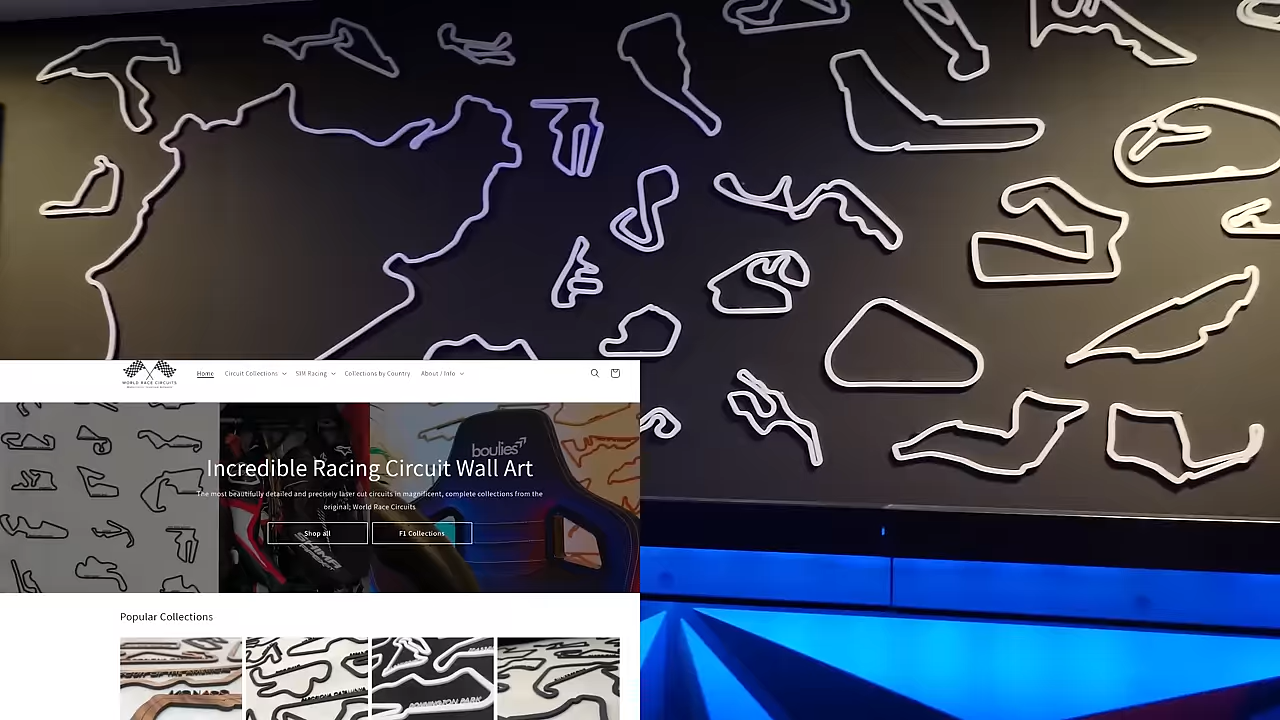 WORLD RACE CIRCUITS
Home
Circuit Collections
SIM Racing
Collections by Country
About / Info
boulies
Incredible Racing Circuit Wall Art
The most beautifully detailed and precisely laser cut circuits in magnificent, complete collections from the
original; World Race Circuits
Shop all
F1 Collections
Popular Collections
MONACO
DONNINGTON PARK